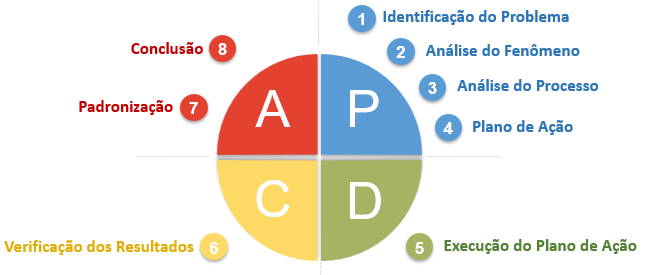 1 Identificação do Problema
Conclusão 8
2 Análise do Fenômeno
3 Análise do Processo
Padronização 7
A P
4 Plano de Ação
C D
Verificação dos Resultados 6
5 Execução do Plano de Ação